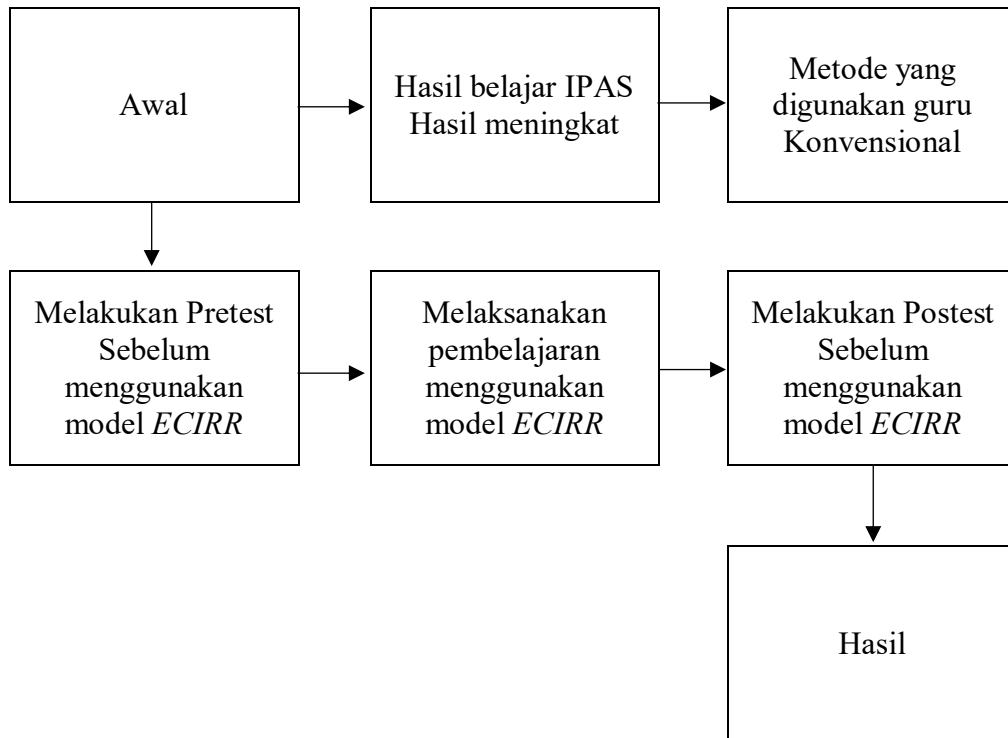 Awal
Hasil belajar IPAS
Hasil meningkat
Metode yang
digunakan guru
Konvensional
Melakukan Pretest
Sebelum
menggunakan
model ECIRR
Melaksanakan
pembelajaran
menggunakan
model ECIRR
Melakukan Postest
Sebelum
menggunakan
model ECIRR
Hasil